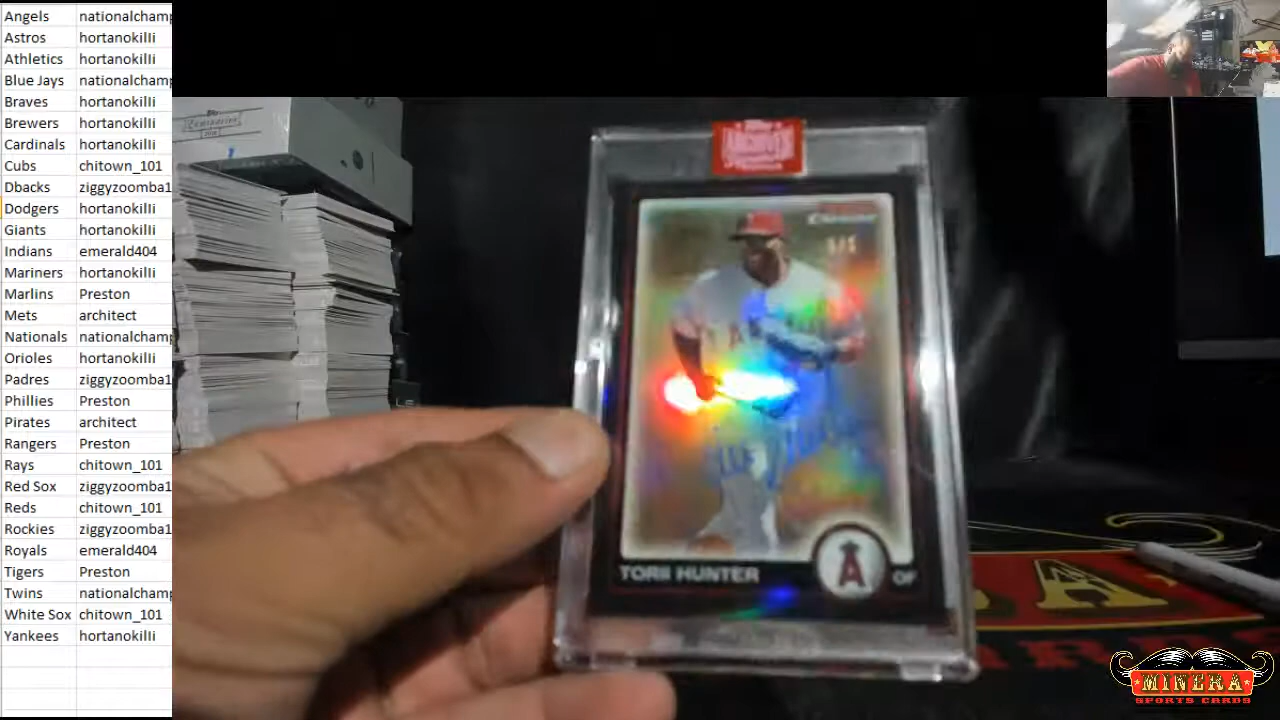 Angels nationalchamp
Astros hortanokilli
Athletics hortanokilli
Blue Jays nationalchamp
Braves hortanokilli
Brewers hortanokilli
Cardinals hortanokilli
Cubs chitown_101
Dbacks ziggyzoomba1
Dodgers hortanokilli
Giants hortanokilli
Indians emerald404
Mariners hortanokilli
Marlins Preston
Mets architect
Nationals nationalchamp
Orioles hortanokilli
Padres ziggyzoomba1
Phillies Preston
Pirates architect
Rangers Preston
Rays chitown_101
Red Sox ziggyzoomba1
Reds chitown_101
Rockies ziggyzoomba1
Royals emerald404
Tigers Preston
Twins nationalchamp
White Sox chitown_101
Yankees hortanokilli
ARCHIVES
Chrome
TORII HUNTER
A
OF
A
MINERA
SPORTS CARDS